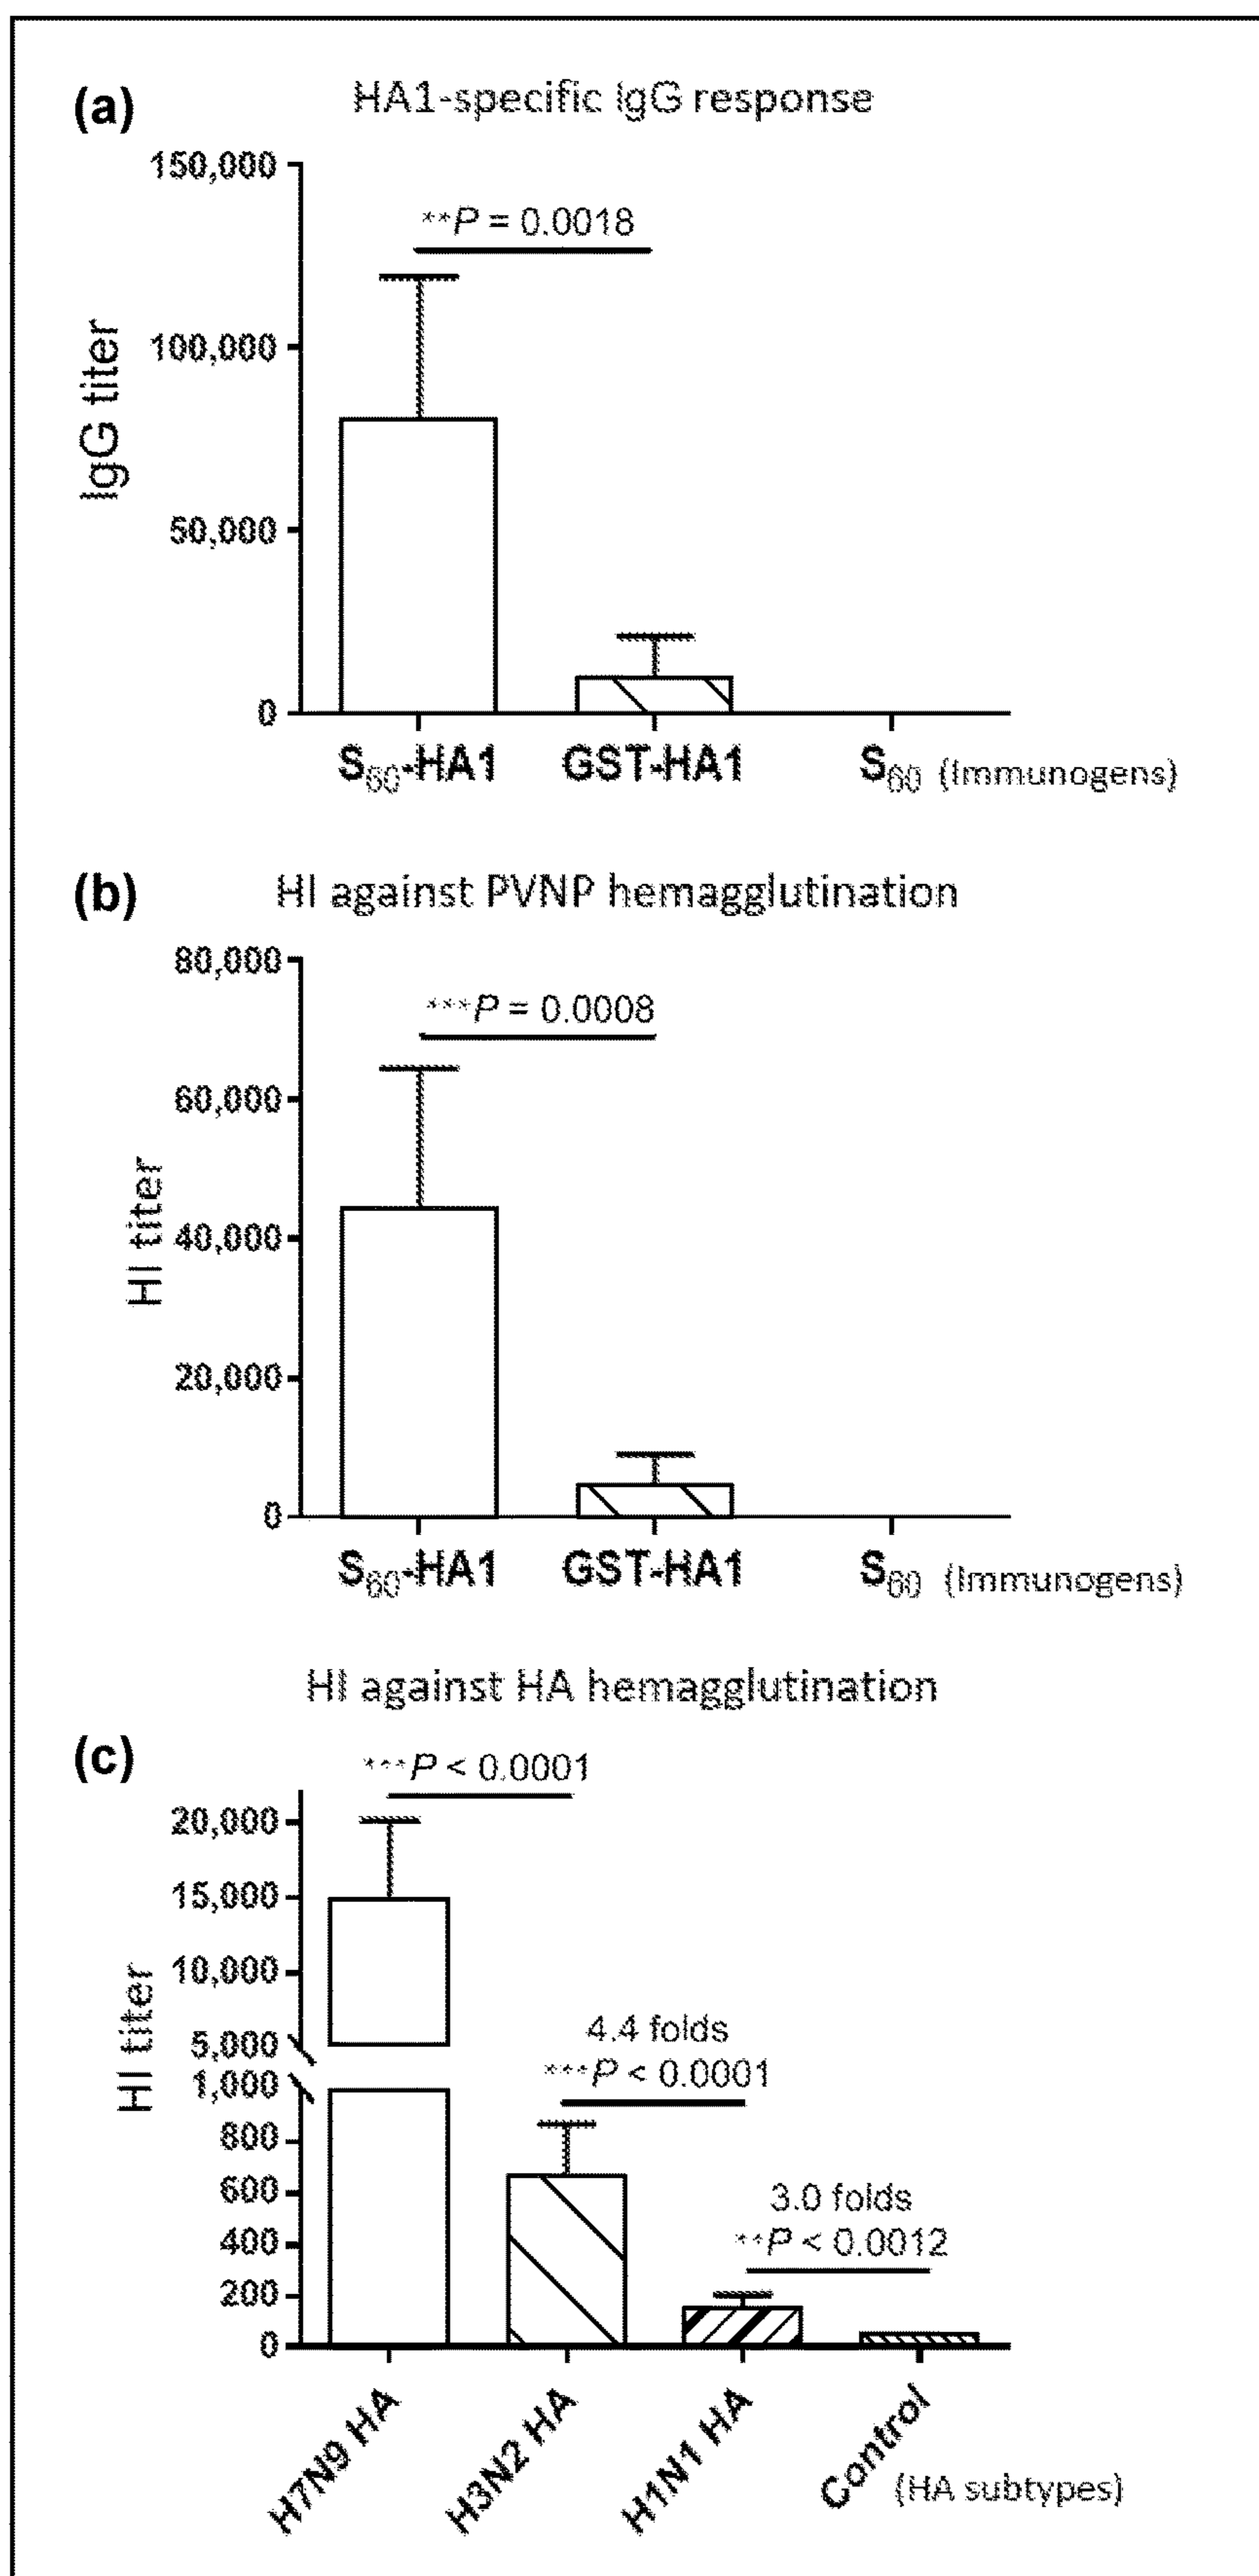 (a) HA1-specific IgG response
150,000
**P = 0.0018
100,000
IgG titer
50,000
0
S60-HA1 GST-HA1 S60 (Immunogens)
(b) HI against PVNP hemagglutination
80,000
***P = 0.0008
60,000
HI titer
40,000
20,000
0
S60-HA1 GST-HA1 S60 (Immunogens)
HI against HA hemagglutination
(c)
***P < 0.0001
20,000
15,000
10,000
HI titer
5,000
4.4 folds
***P < 0.0001
1,000
800
600
3.0 folds
**P < 0.0012
400
200
0
H7N9 HA H3N2 HA H1N1 HA Control (HA subtypes)